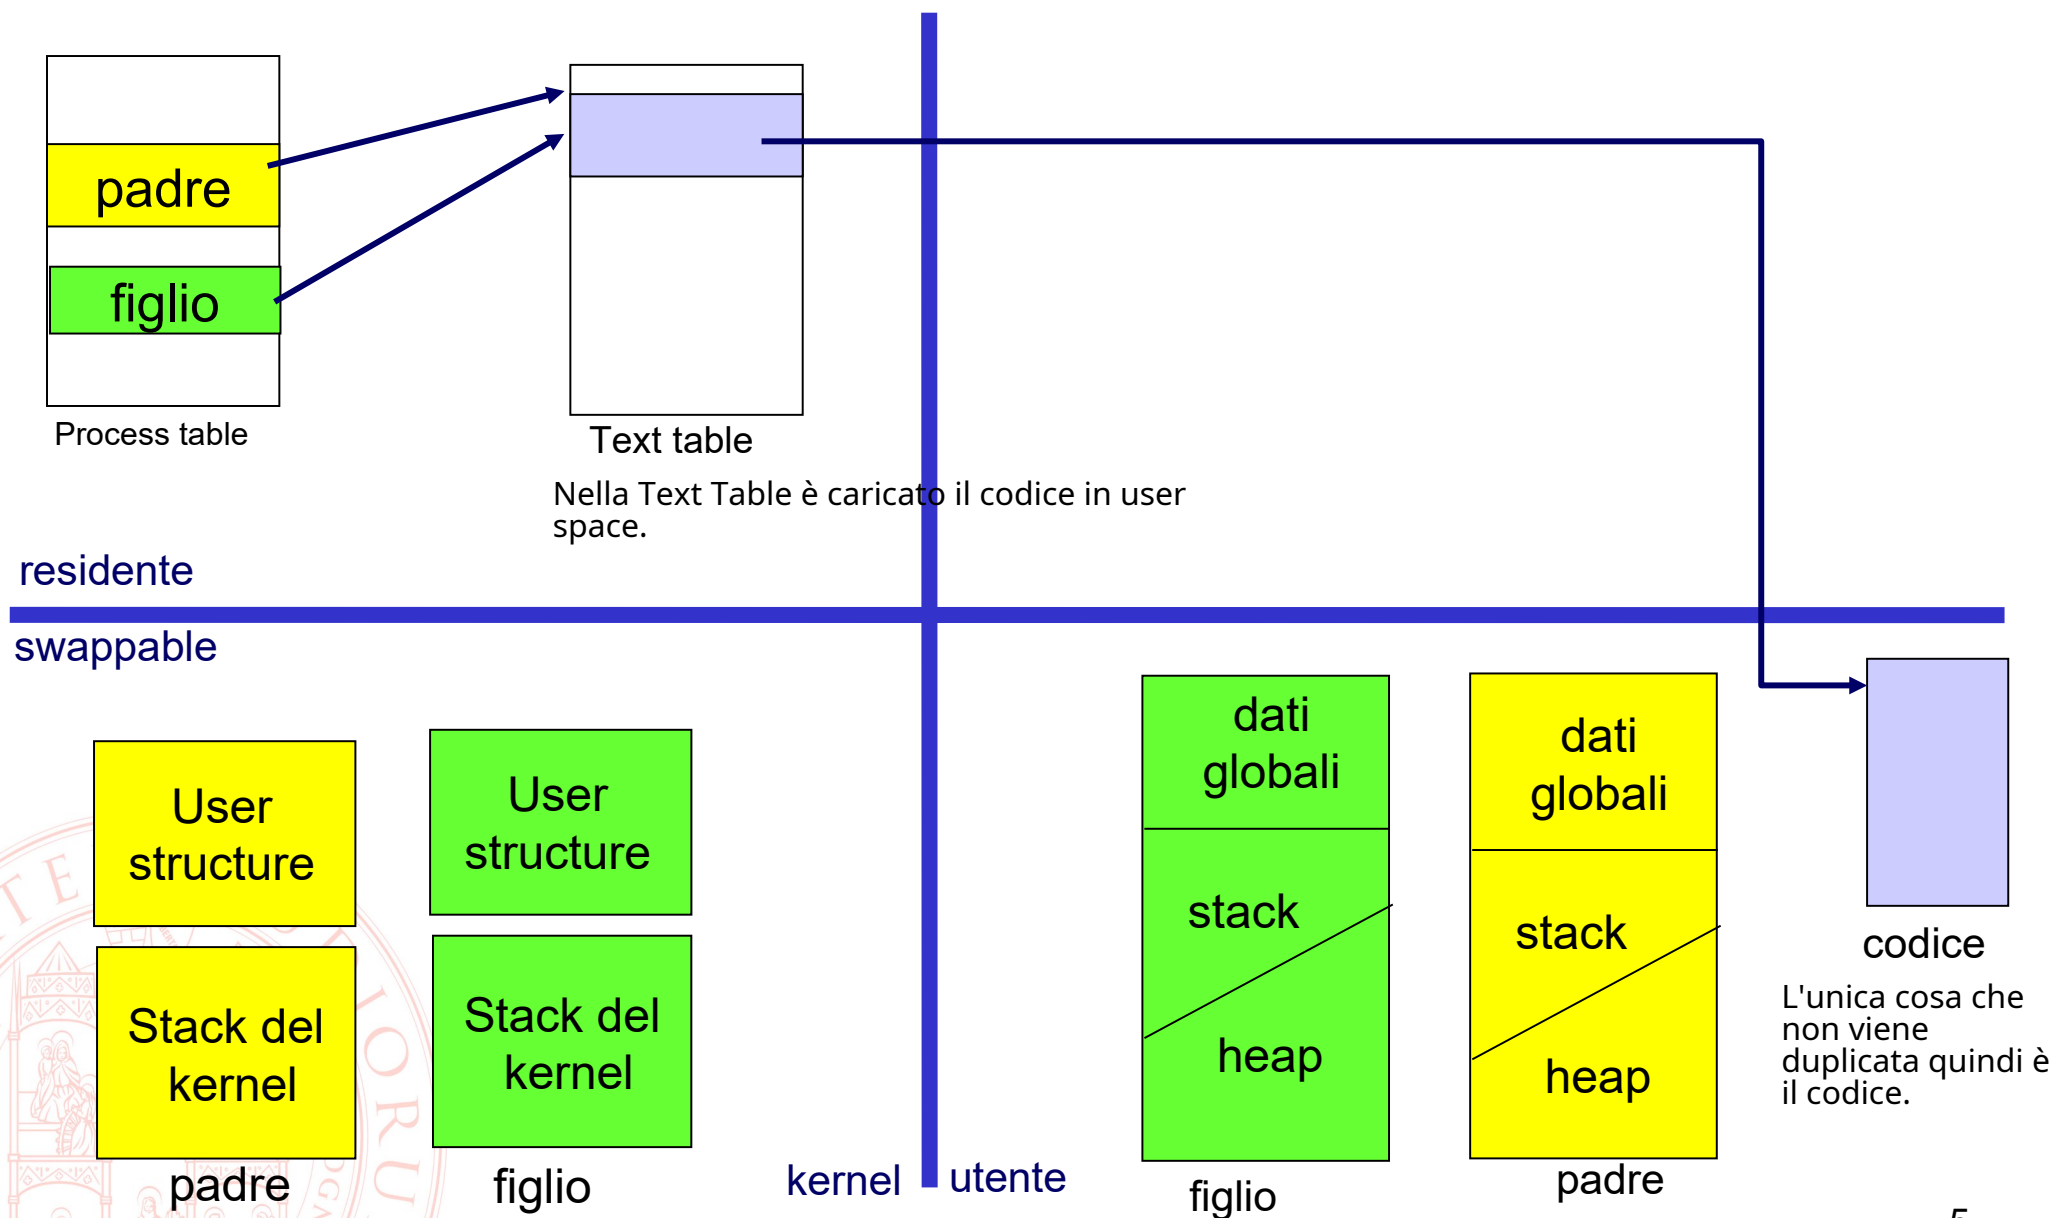 padre
figlio
Process table
Text table
Nella Text Table è caricato il codice in user
space.
residente
swappable
User
structure
Stack del
kernel
padre
User
structure
Stack del
kernel
figlio
kernel
utente
dati
globali
stack
heap
figlio
dati
globali
stack
heap
padre
codice
L'unica cosa che
non viene
duplicata quindi è
il codice.